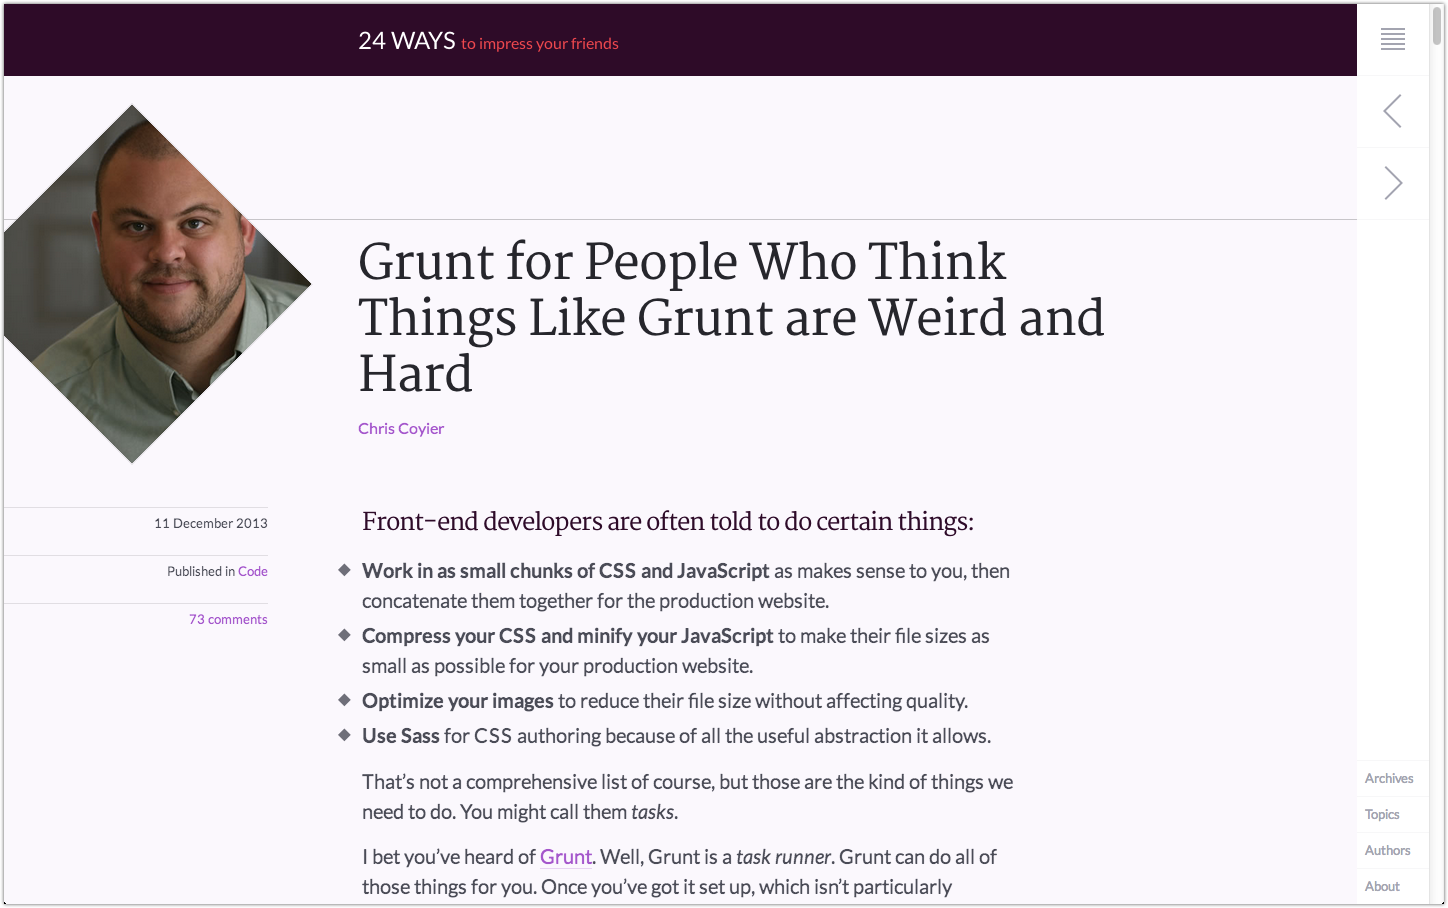 24 WAYS to impress your friends
Grunt for People Who Think
Things Like Grunt are Weird and
Hard
Chris Coyier
11 December 2013
Published in Code
73 comments
Front-end developers are often told to do certain things:
Work in as small chunks of CSS and JavaScript as makes sense to you, then
concatenate them together for the production website.
Compress your CSS and minify your JavaScript to make their file sizes as
small as possible for your production website.
Optimize your images to reduce their file size without affecting quality.
Use Sass for CSS authoring because of all the useful abstraction it allows.
That’s not a comprehensive list of course, but those are the kind of things we
need to do. You might call them tasks.
I bet you’ve heard of Grunt. Well, Grunt is a task runner. Grunt can do all of
those things for you. Once you’ve got it set up, which isn’t particularly
Archives
Topics
Authors
About